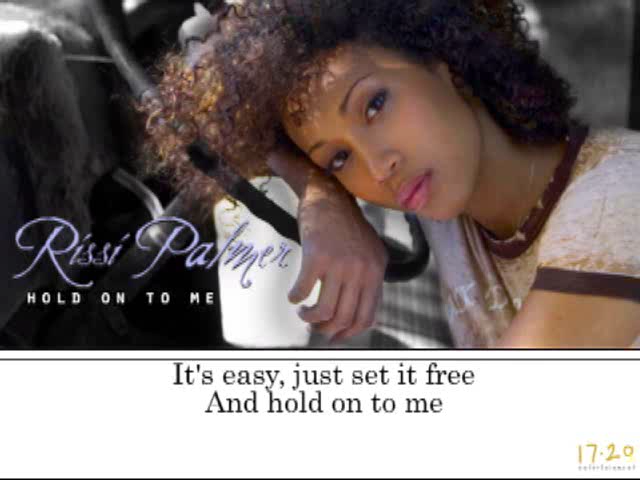 Rissi Palmer
HOLD ON TO ME
It's easy, just set it free
And hold on to me
17·20
entertainment